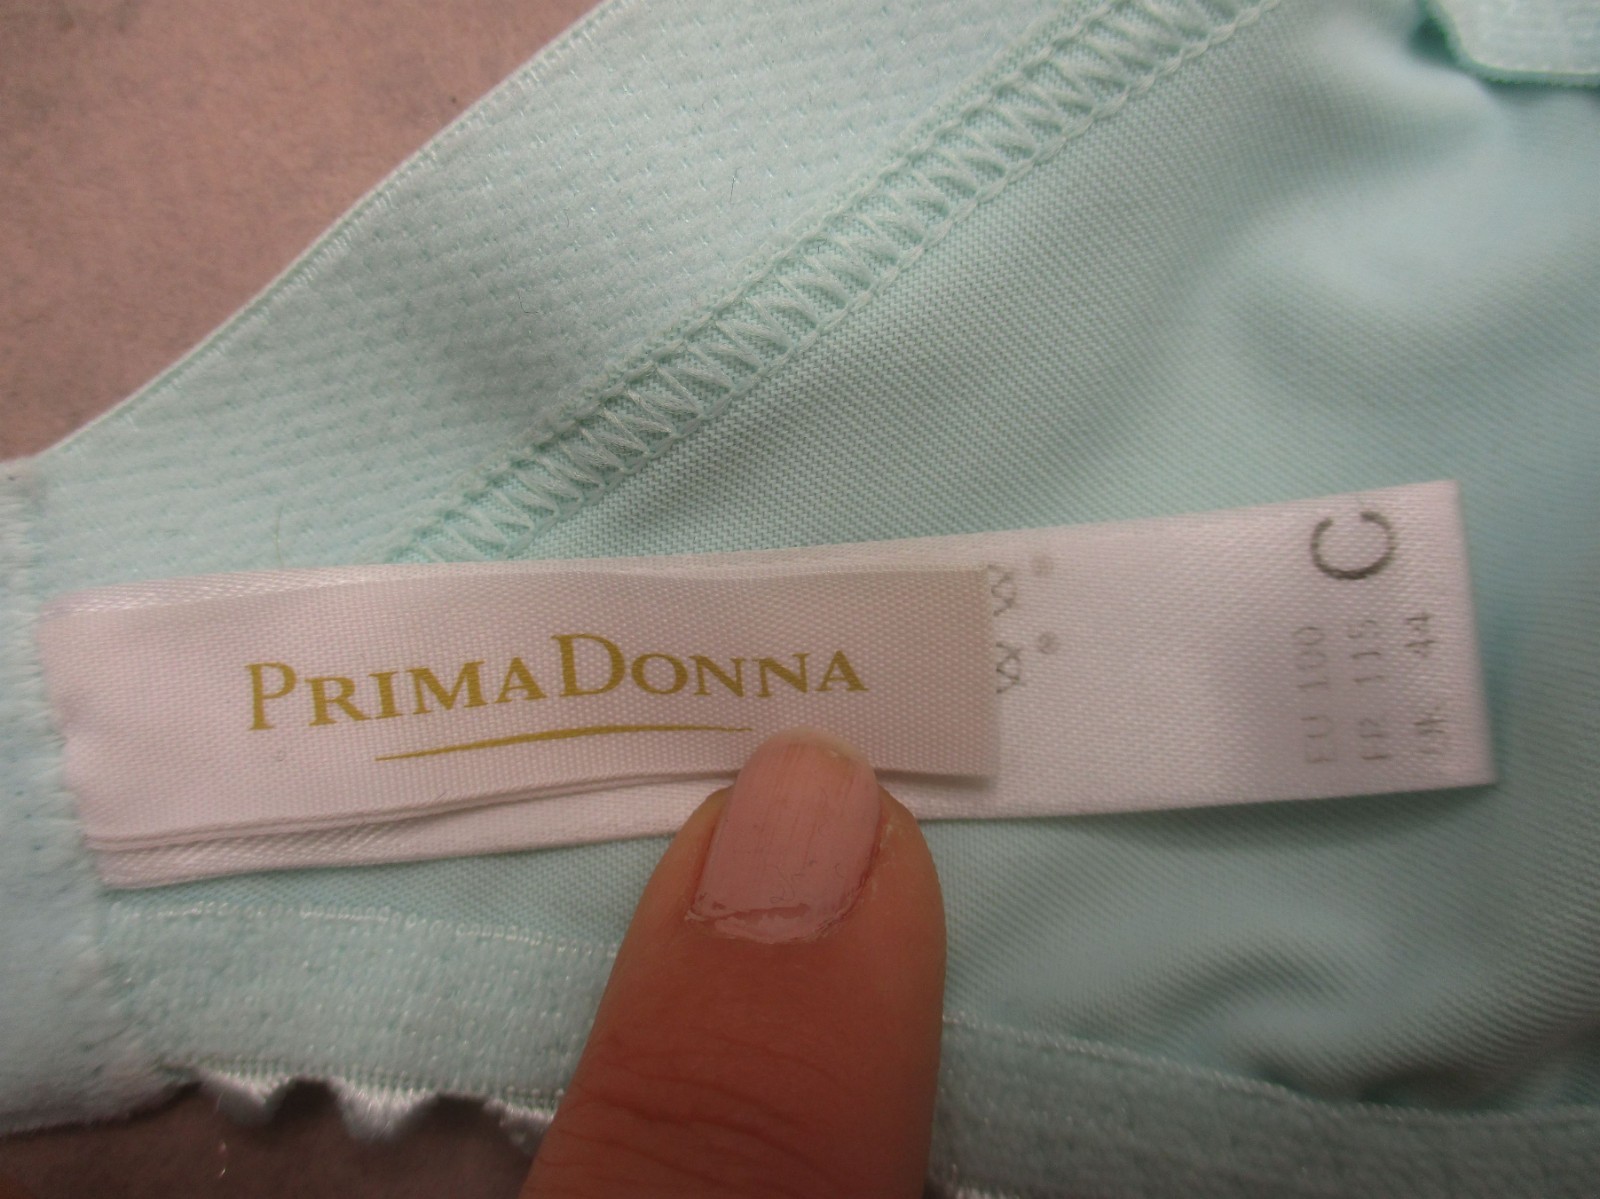 PRIMADONNA
EU 100
FR 115
UK 44
C